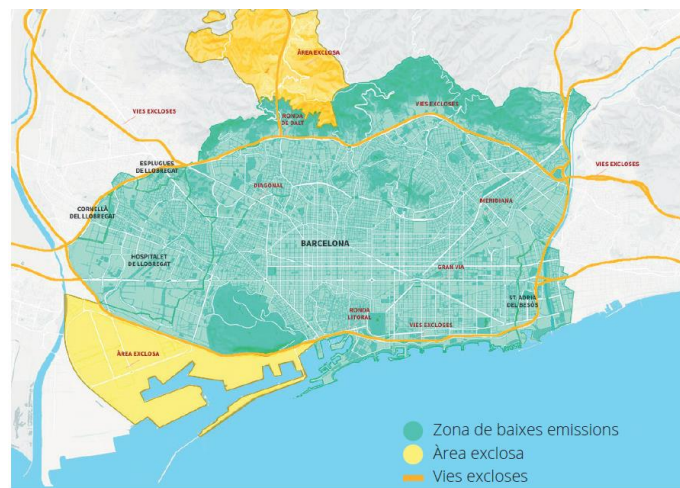 ÀREA EXCLOSA
VIES EXCLOSES
VIES EXCLOSES
RONDA
DE DALT
ESPLUGUES
DE LLOBREGAT
VIES EXCLOSES
DIAGONAL
MERIDIANA
CORNELLÀ
DEL LLOBREGAT
BARCELONA
HOSPITALET
DE LLOBREGAT
GRAN VIA
ST. ADRIÀ
DEL BESÒS
RONDA
LITORAL
VIES EXCLOSES
ÀREA EXCLOSA
Zona de baixes emissions
Àrea exclosa
Vies excloses